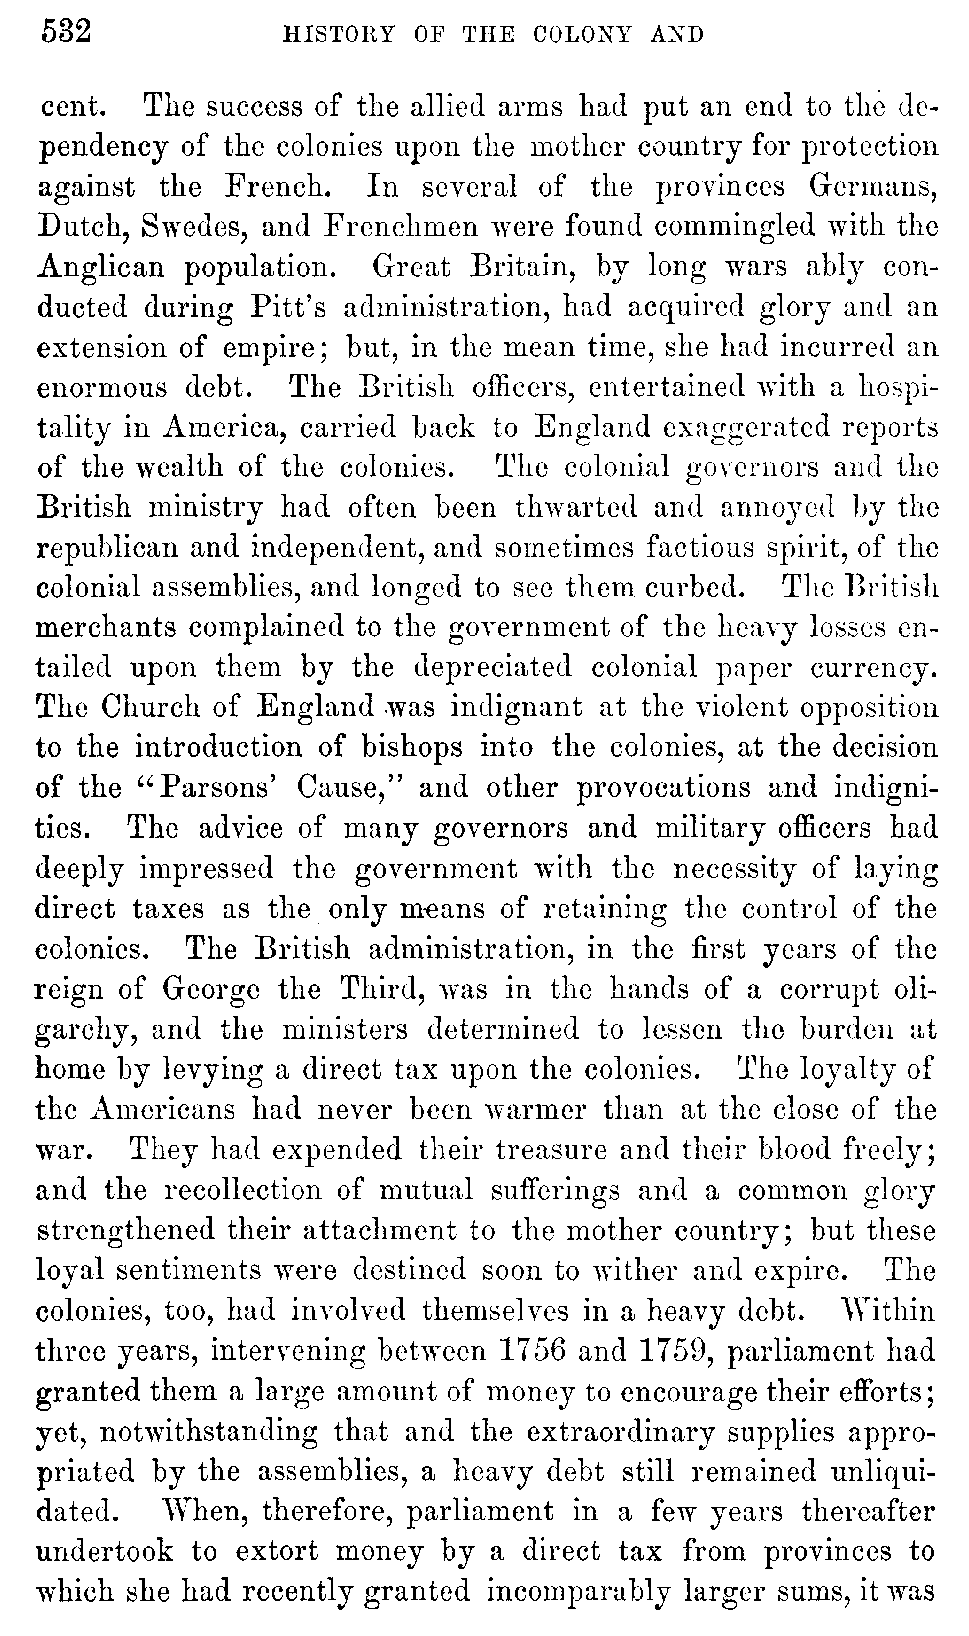 532 HISTORY OF THE COLONY AND
cent. The success of the allied arms had put an end to the de-
pendency of the colonies upon the mother country for protection
against the French. In several of the provinces Germans,
Dutch, Swedes, and Frenchmen were found commingled with the
Anglican population. Great Britain, by long wars ably con-
ducted during Pitt's administration, had acquired glory and an
extension of empire; but, in the mean time, she had incurred an
enormous debt. The British officers, entertained with a hospi-
tality in America, carried back to England exaggerated reports
of the wealth of the colonies. The colonial governors and the
British ministry had often been thwarted and annoyed by the
republican and independent, and sometimes factious spirit, of the
colonial assemblies, and longed to see them curbed. The British
merchants complained to the government of the heavy losses en-
tailed upon them by the depreciated colonial paper currency.
The Church of England was indignant at the violent opposition
to the introduction of bishops into the colonies, at the decision
of the "Parsons' Cause," and other provocations and indigni-
ties. The advice of many governors and military officers had
deeply impressed the government with the necessity of laying
direct taxes as the only means of retaining the control of the
colonies. The British administration, in the first years of the
reign of George the Third, was in the hands of a corrupt oli-
garchy, and the ministers determined to lessen the burden at
home by levying a direct tax upon the colonies. The loyalty of
the Americans had never been warmer than at the close of the
war. They had expended their treasure and their blood freely;
and the recollection of mutual sufferings and a common glory
strengthened their attachment to the mother country; but these
loyal sentiments were destined soon to wither and expire. The
colonies, too, had involved themselves in a heavy debt. Within
three years, intervening between 1756 and 1759, parliament had
granted them a large amount of money to encourage their efforts;
yet, notwithstanding that and the extraordinary supplies appro-
priated by the assemblies, a heavy debt still remained unliqui-
dated. When, therefore, parliament in a few years thereafter
undertook to extort money by a direct tax from provinces to
which she had recently granted incomparably larger sums, it was